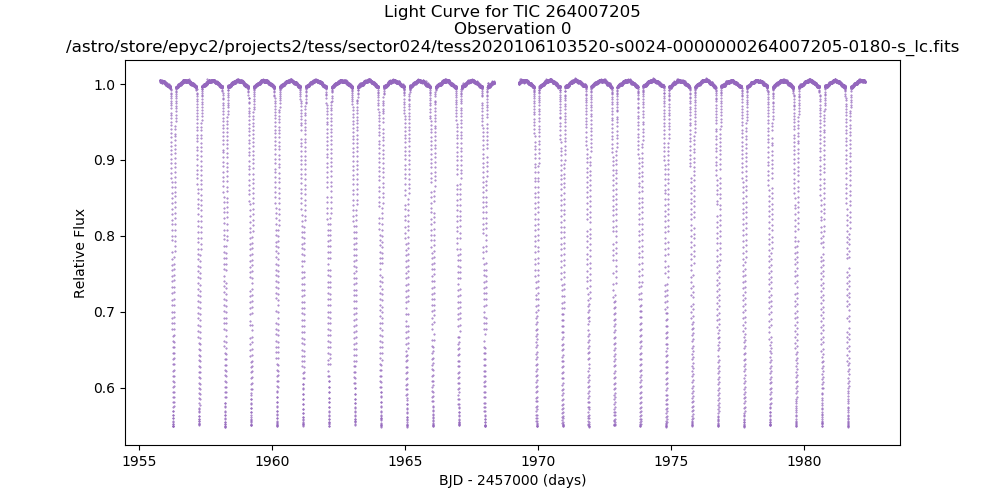 Light Curve for TIC 264007205
Observation 0
/astro/store/epyc2/projects2/tess/sector024/tess2020106103520-s0024-0000000264007205-0180-s_lc.fits
1.0
0.9
0.8
0.7
0.6
Relative Flux
1955
1960
1965
1970
1975
1980
BJD - 2457000 (days)